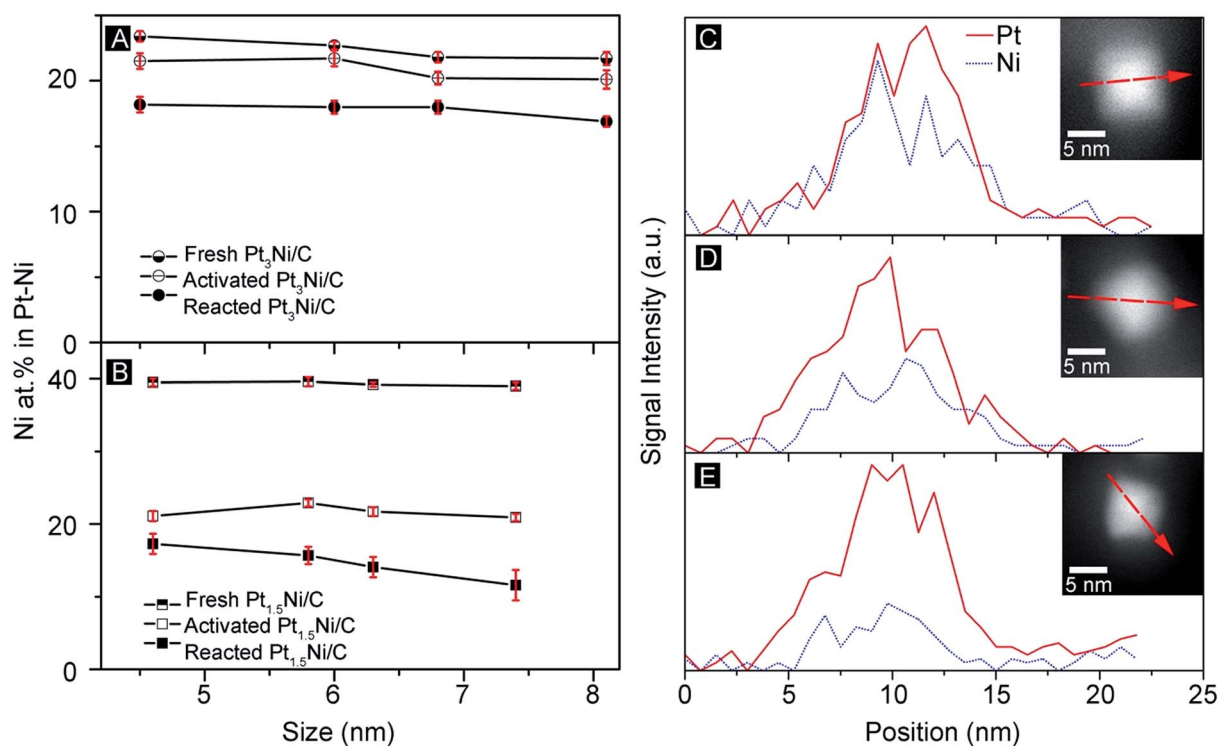 A
20
10
0
Fresh Pt3Ni/C
Activated Pt3Ni/C
Reacted Pt3Ni/C
B
40
20
0
Fresh Pt1.5Ni/C
Activated Pt1.5Ni/C
Reacted Pt1.5Ni/C
5 6 7 8
Size (nm)
Ni at.% in Pt-Ni
C
Pt
Ni
5 nm
D
5 nm
E
5 nm
0 5 10 15 20 25
Position (nm)
Signal Intensity (a.u.)